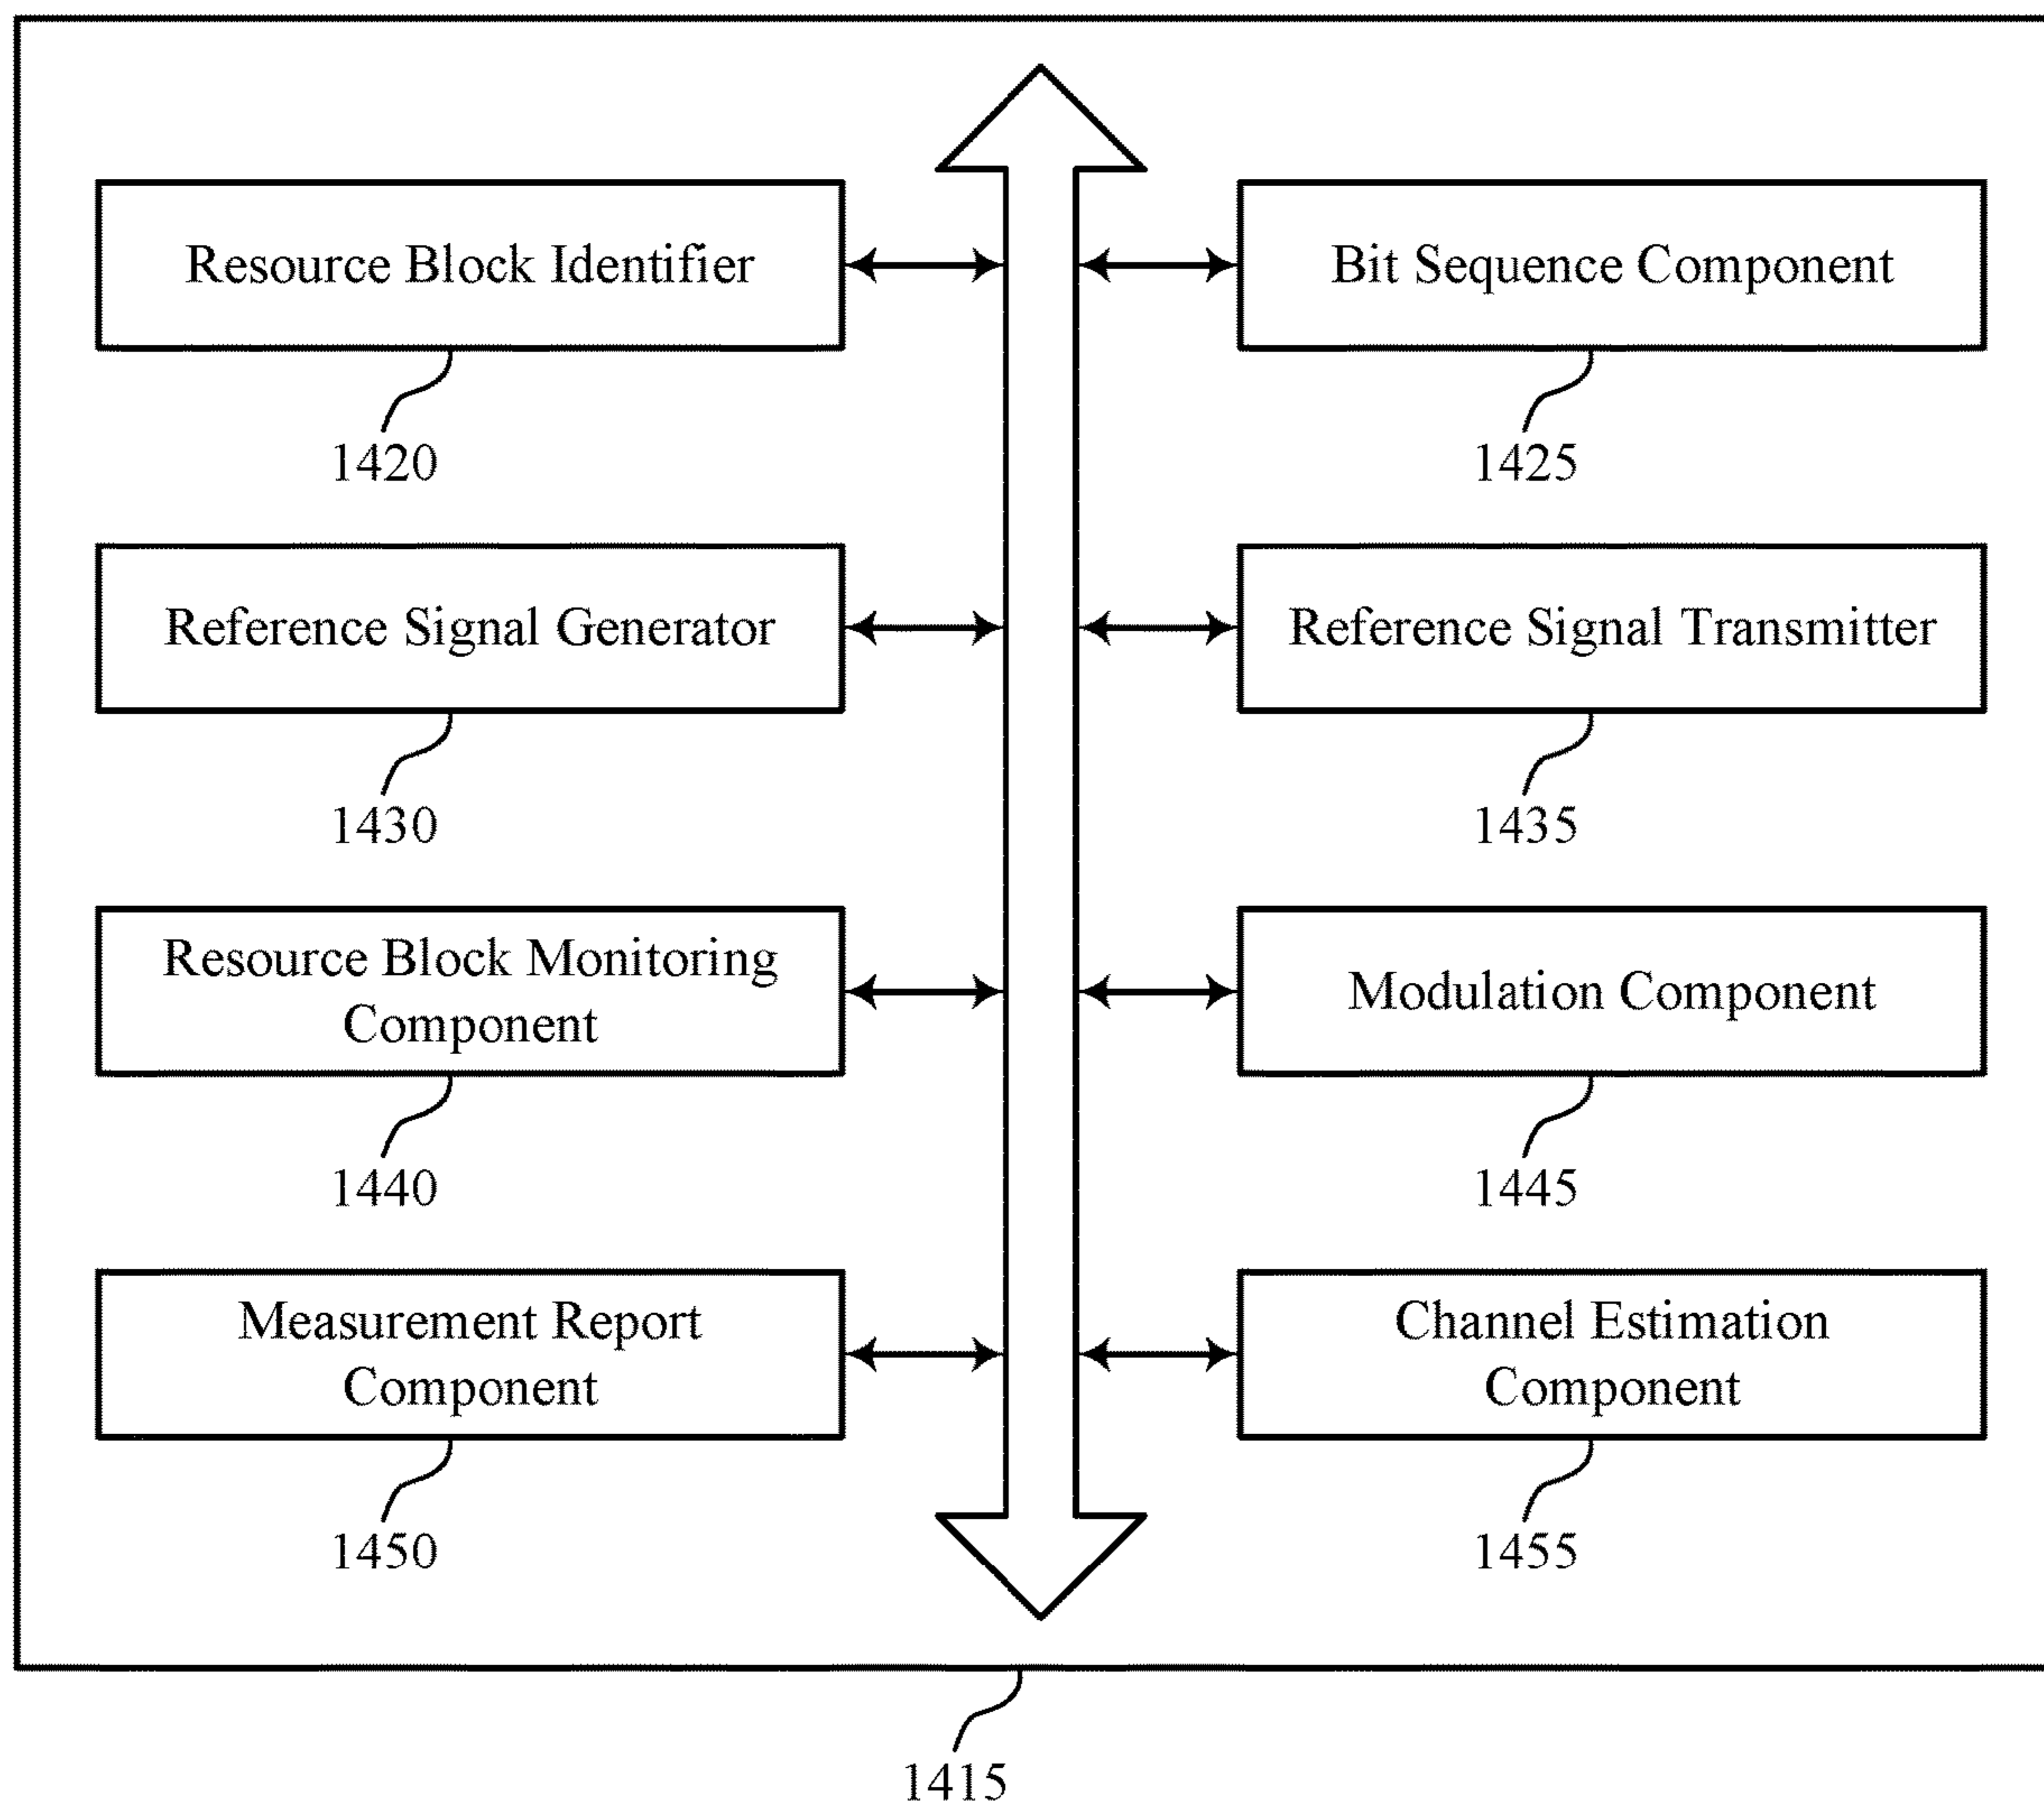 Resource Block Identifier
Bit Sequence Component
1420
1425
Reference Signal Generator
Reference Signal Transmitter
1430
1435
Resource Block Monitoring
Component
Modulation Component
1440
1445
Measurement Report
Component
Channel Estimation
Component
1450
1455
1415